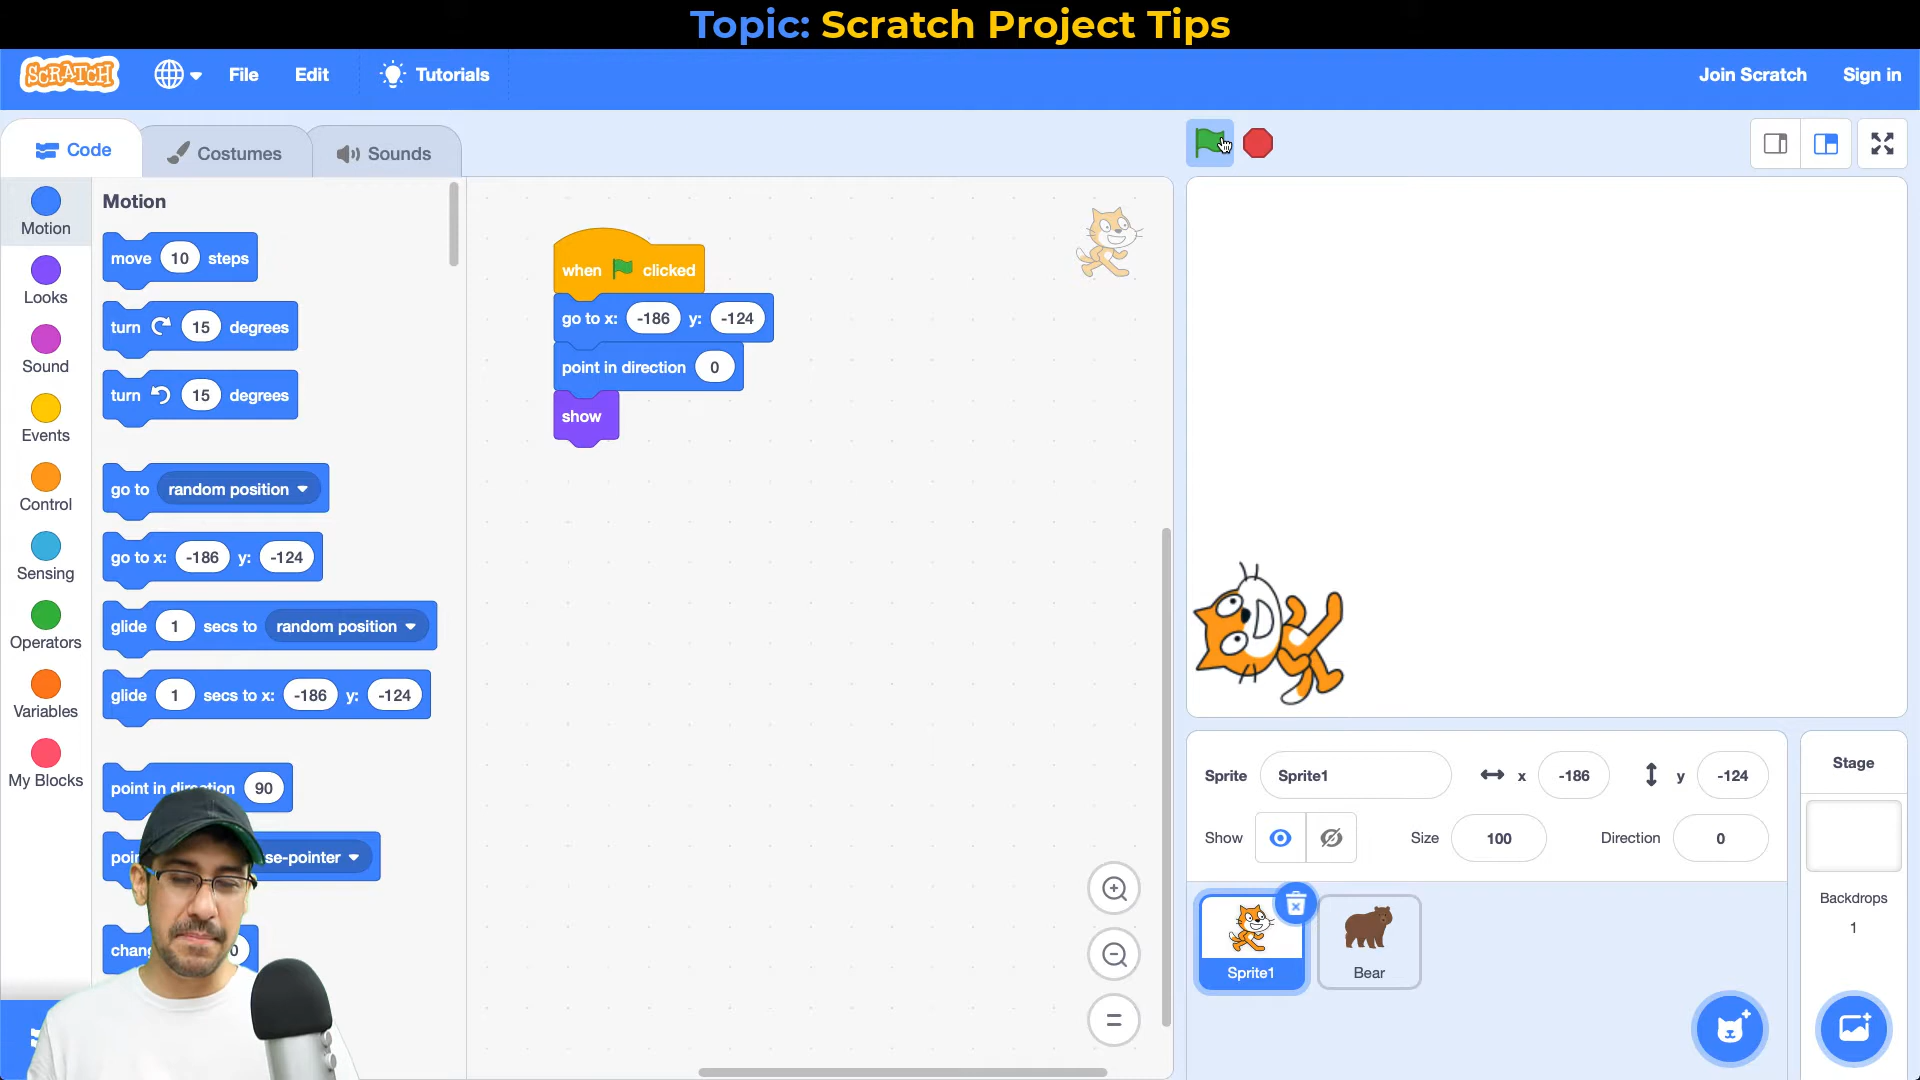 Topic: Scratch Project Tips
SCRATCH
File
Edit
Tutorials
Join Scratch
Sign in
Code
Costumes
Sounds
Motion
Looks
Sound
Events
Control
Sensing
Operators
Variables
My Blocks
Motion
move 10 steps
turn 15 degrees
turn 15 degrees
go to random position
go to x: -186 y: -124
glide 1 secs to random position
glide 1 secs to x: -186 y: -124
point in direction 90
se-pointer
when clicked
go to x: -186 y: -124
point in direction 0
show
Sprite Sprite1 x -186 y -124
Show Size 100 Direction 0
Sprite1
Bear
Stage
Backdrops
1